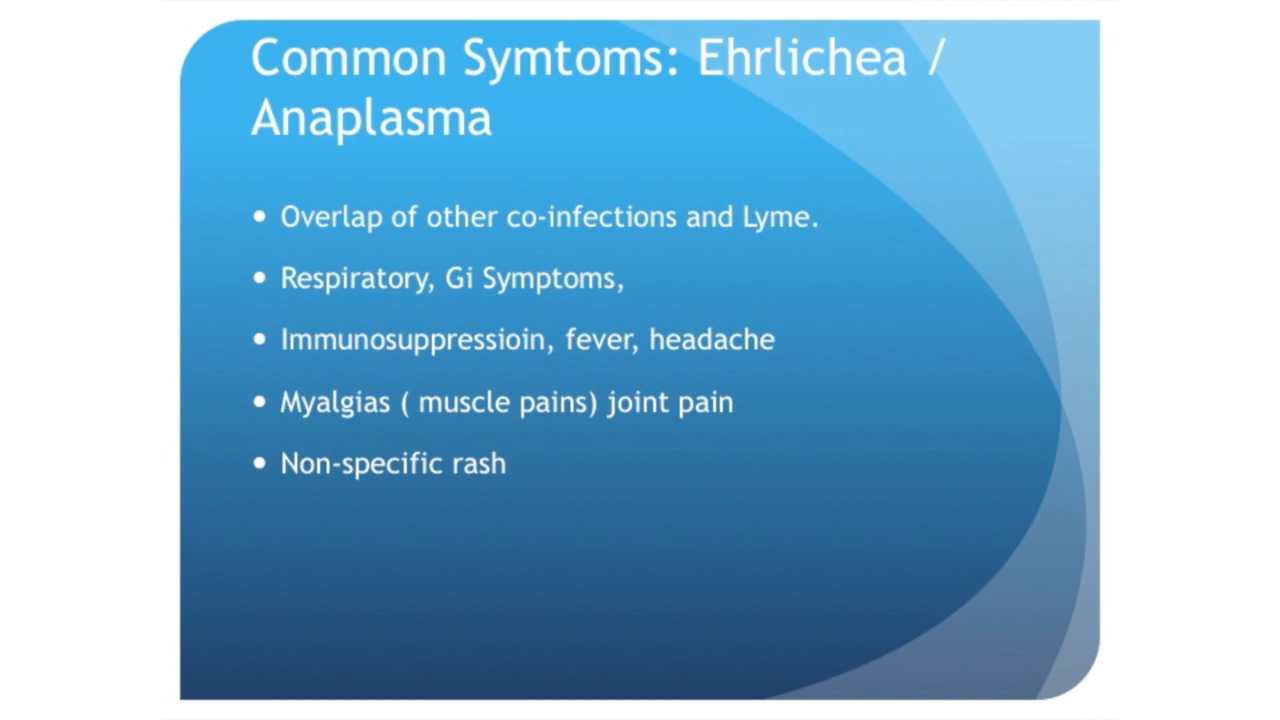 Common Symtoms: Ehrlichea /
Anaplasma
• Overlap of other co-infections and Lyme.
• Respiratory, Gi Symptoms,
• Immunosuppressioin, fever, headache
• Myalgias ( muscle pains) joint pain
• Non-specific rash